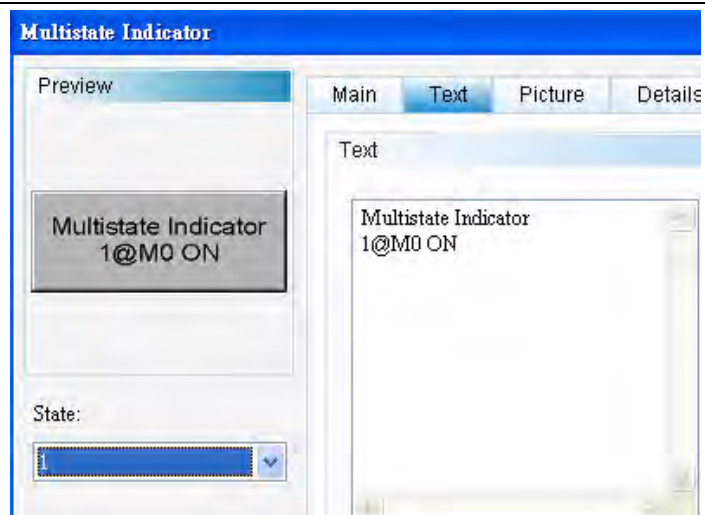 Multistate Indicator
Preview
Main
Text
Picture
Details
Text
Multistate Indicator
1@M0 ON
Multistate Indicator
1@M0 ON
State:
1